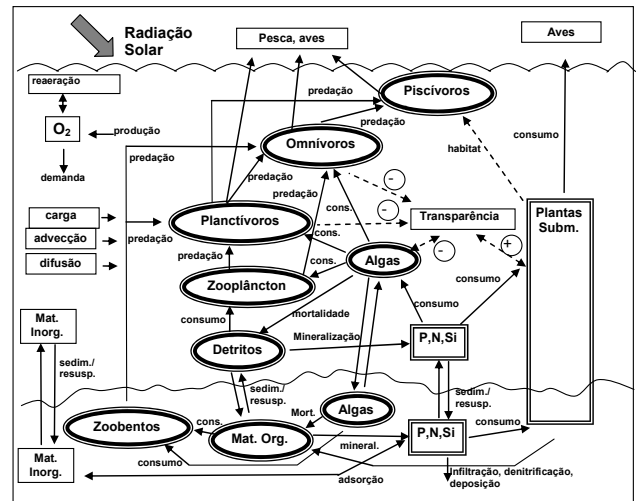 Radiação
Solar
Pesca, aves
Aves
reaeração
O₂
produção
demanda
predação
Piscívoros
predação
Omnívoros
consumo
habitat
predação
predação
predação
-
-
cons.
carga
advecção
difusão
predação
Planctívoros
Transparência
Plantas
Subm.
cons.
-
+
predação
cons.
Algas
Zooplâncton
consumo
consumo
consumo
mortalidade
Mat.
Inorg.
Detritos
Mineralização
P,N,Si
sedim./
resusp.
sedim./
resusp.
sedim./
resusp.
Zoobentos
cons.
Mort.
Algas
Mat. Org.
mineral.
P,N,Si
consumo
Mat.
Inorg.
consumo
adsorção
Infiltração, denitrificação,
deposição